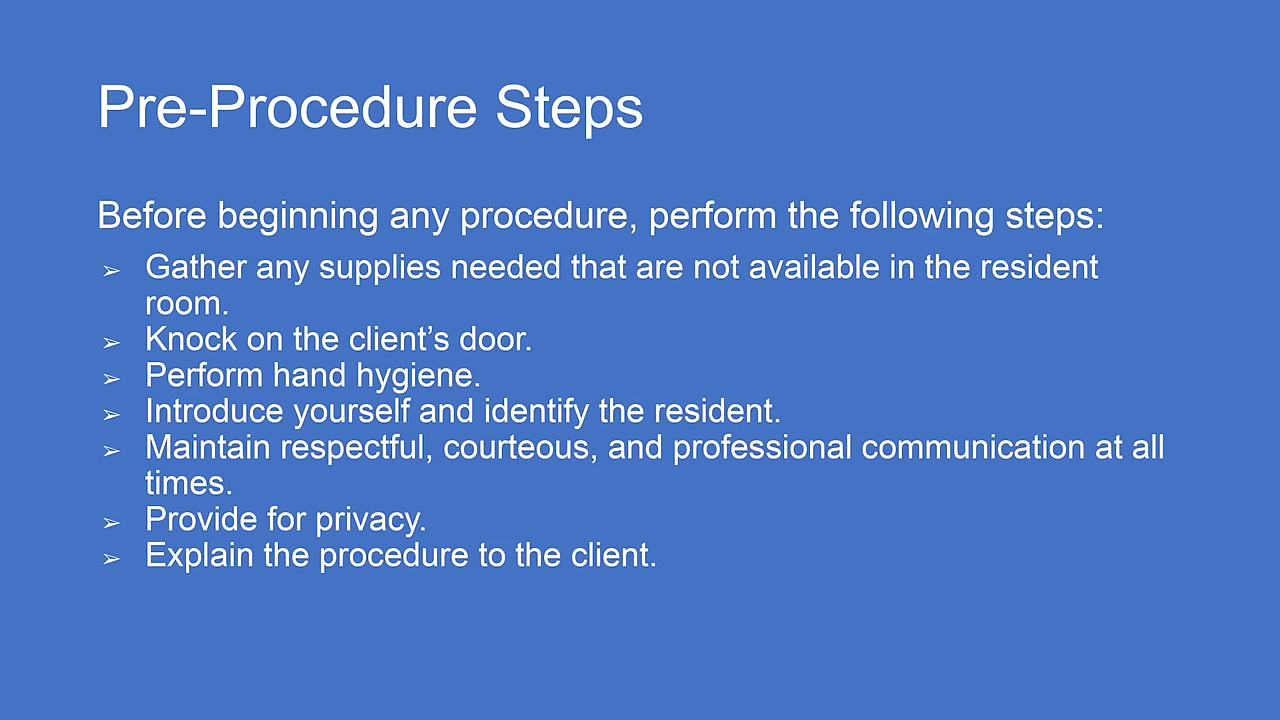 Pre-Procedure Steps
Before beginning any procedure, perform the following steps:
➢ Gather any supplies needed that are not available in the resident
room.
➢ Knock on the client’s door.
➢ Perform hand hygiene.
➢ Introduce yourself and identify the resident.
➢ Maintain respectful, courteous, and professional communication at all
times.
➢ Provide for privacy.
➢ Explain the procedure to the client.